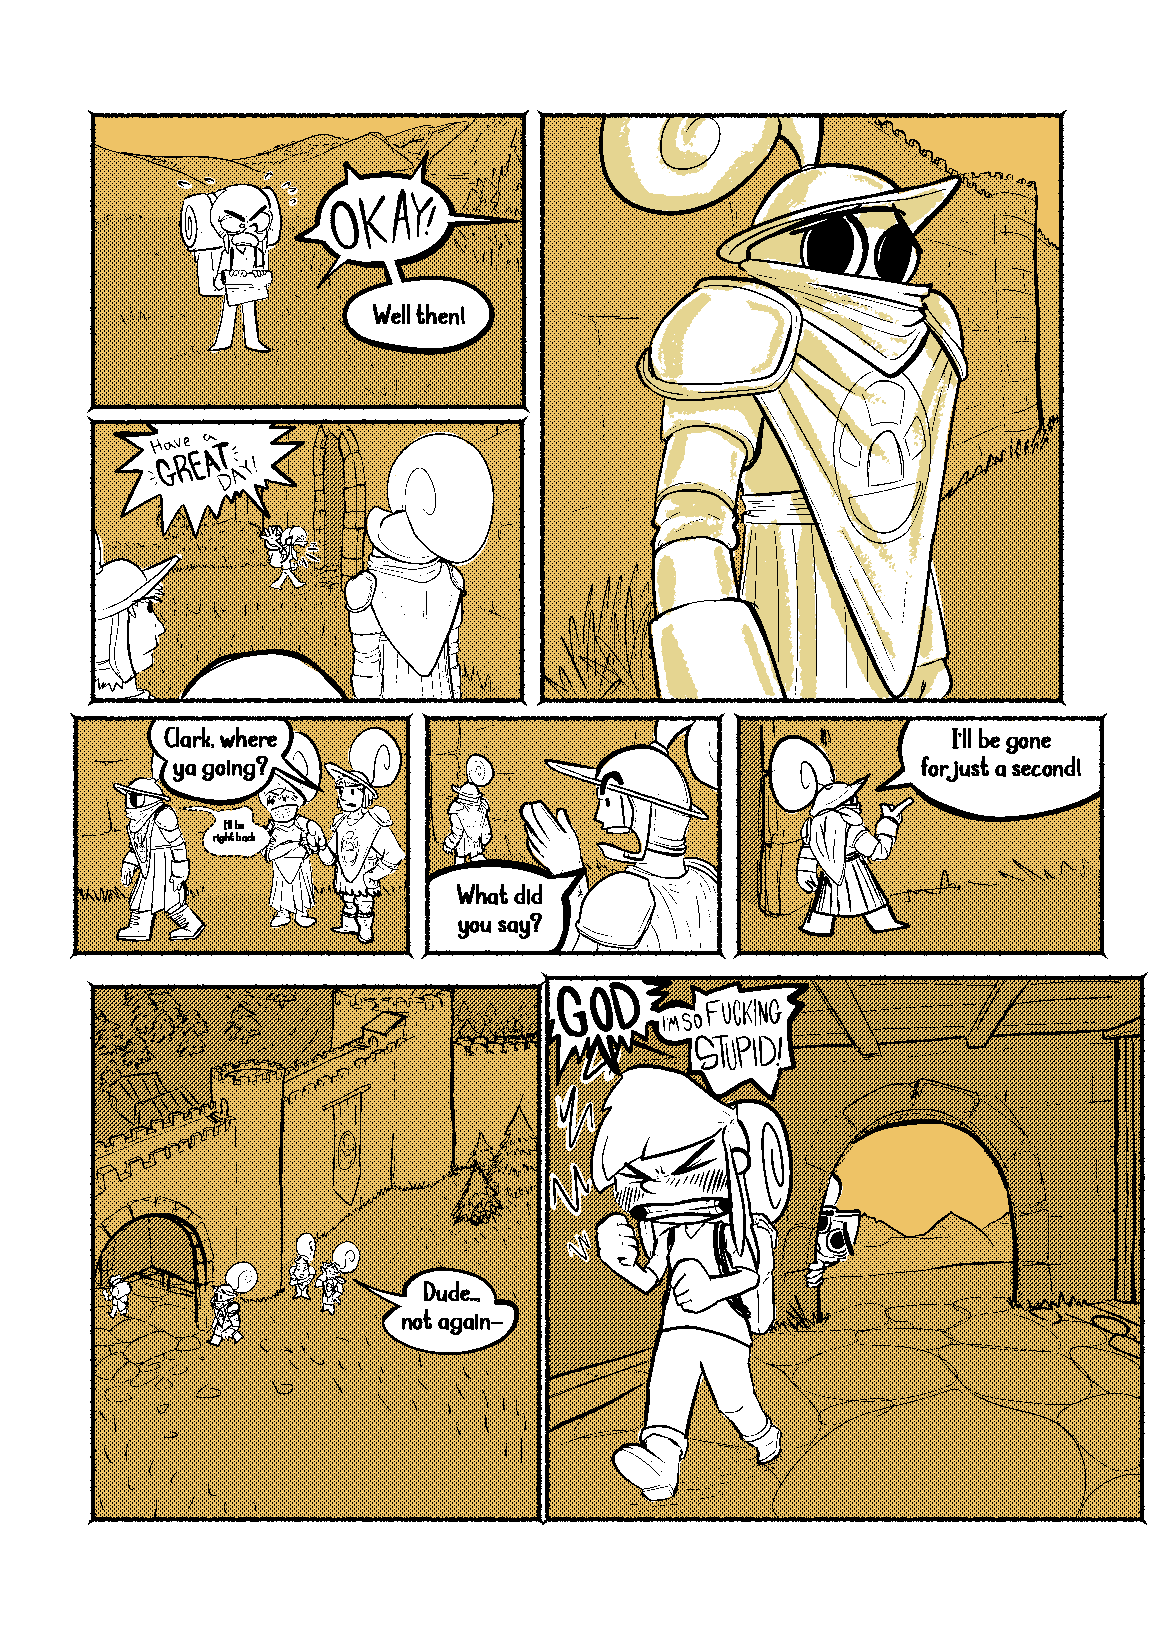 OKAY!
Well then!
Have a
GREAT
DAY!
Clark, where
ya going?
I'll be
right back
What did
you say?
I'll be gone
for just a second!
Dude...
not again—
GOD
I'M SO FUCKING
STUPID!